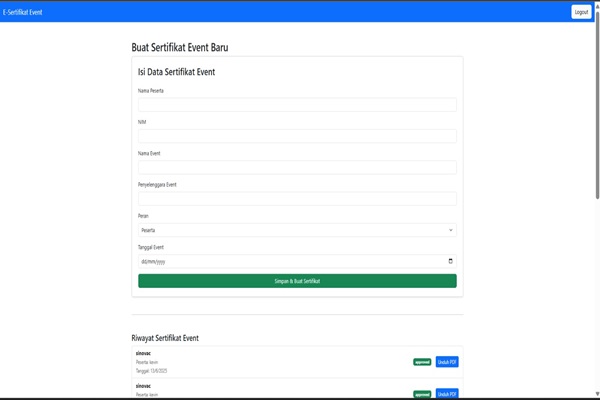 E-Sertifikat Event
Logout
Buat Sertifikat Event Baru
Isi Data Sertifikat Event
Nama Peserta
NIM
Nama Event
Penyelenggara Event
Peran
Peserta
Tanggal Event
dd/mm/yyyy
Simpan & Buat Sertifikat
Riwayat Sertifikat Event
sinovac
Peserta: kevin
Tanggal: 13/6/2025
approved
Unduh PDF
sinovac
Peserta: kevin
approved
Unduh PDF